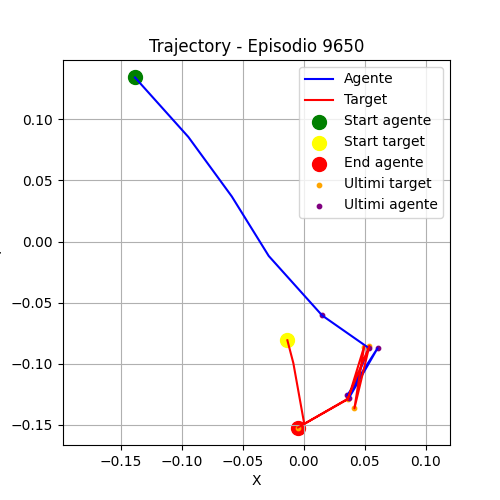 Trajectory - Episodio 9650
Agente
Target
Start agente
Start target
End agente
Ultimi target
Ultimi agente
0.10
0.05
0.00
−0.05
−0.10
−0.15
−0.15 −0.10 −0.05 0.00 0.05 0.10
X